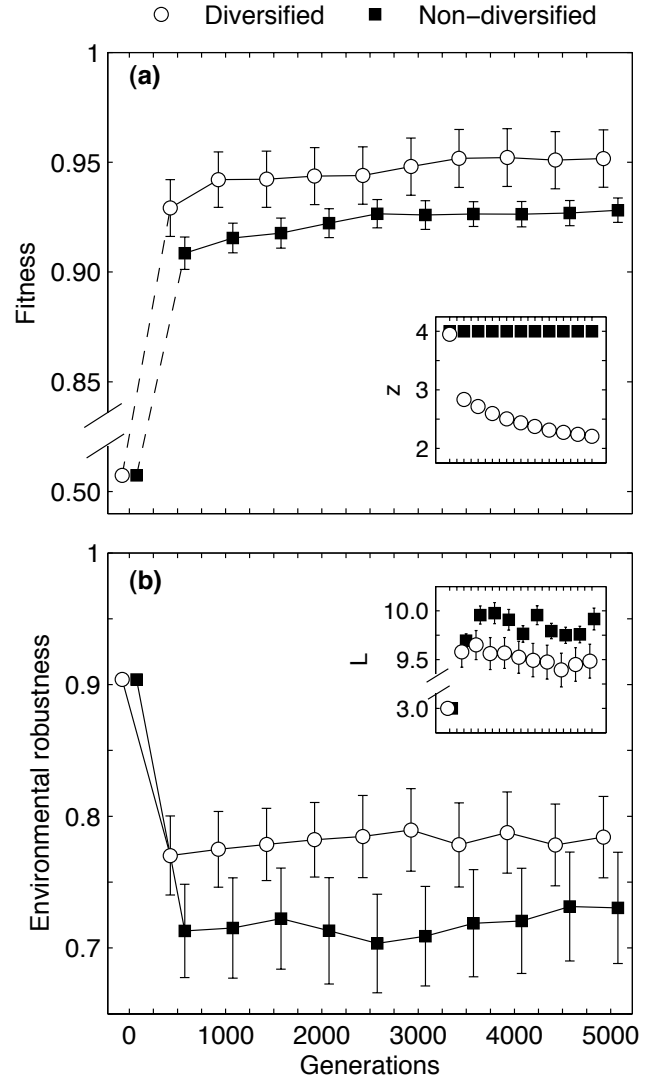 Diversified Non−diversified
1
(a)
0.95
0.90
0.85
0.50
Fitness
4
3
2
z
1
(b)
0.9
0.8
0.7
Environmental robustness
10.0
9.5
3.0
L
0 1000 2000 3000 4000 5000
Generations